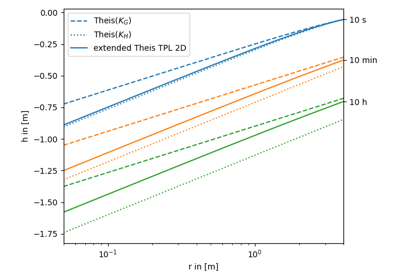 0.00
-0.25
-0.50
-0.75
-1.00
-1.25
-1.50
-1.75
h in [m]
Theis(K_G)
Theis(K_H)
extended Theis TPL 2D
10 s
10 min
10 h
10⁻¹ 10⁰
r in [m]